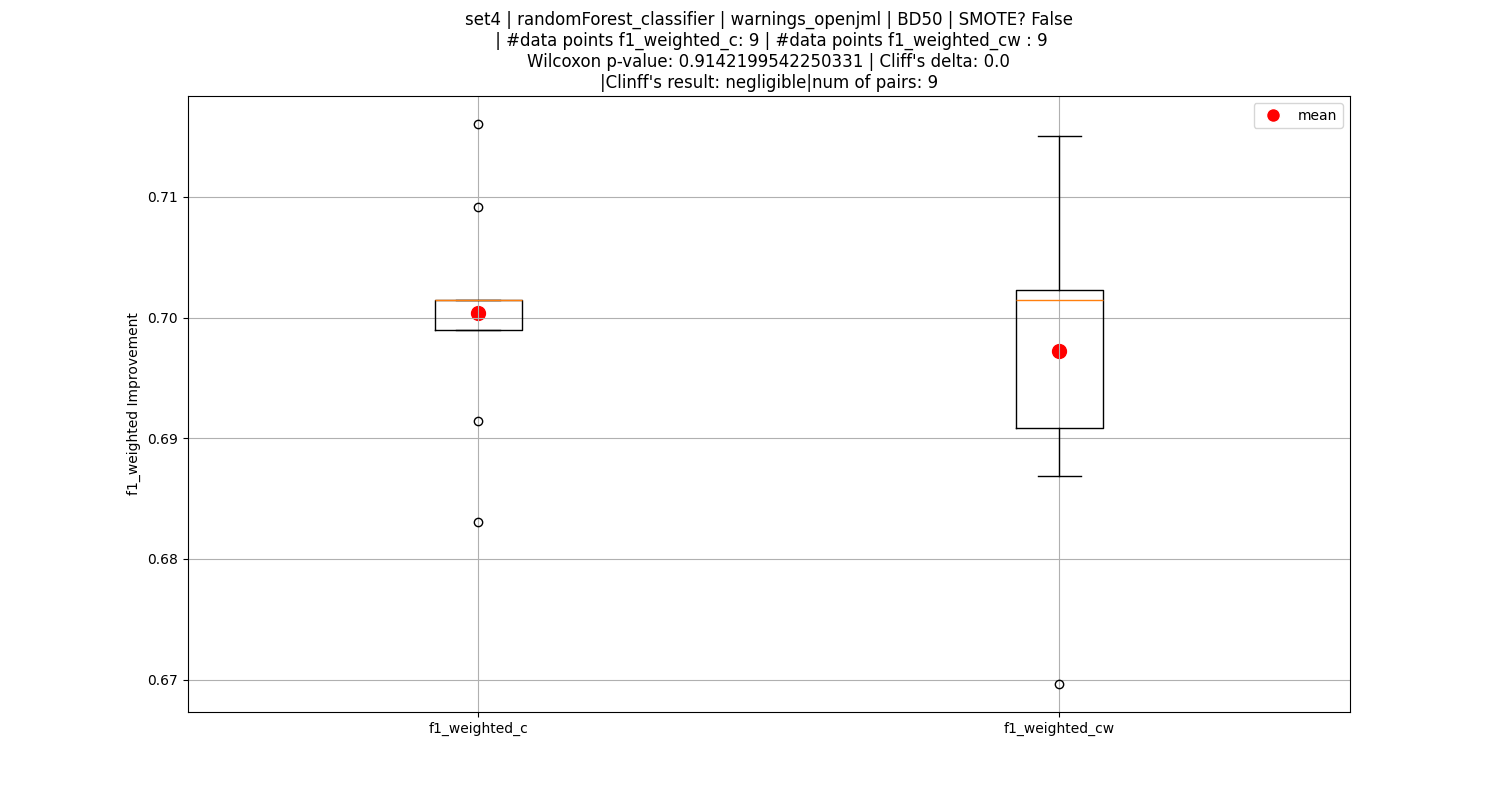 set4 | randomForest_classifier | warnings_openjml | BD50 | SMOTE? False
| #data points f1_weighted_c: 9 | #data points f1_weighted_cw : 9
Wilcoxon p-value: 0.9142199542250331 | Cliff's delta: 0.0
|Clinff's result: negligible|num of pairs: 9
mean
f1_weighted Improvement
0.71
0.70
0.69
0.68
0.67
f1_weighted_c
f1_weighted_cw